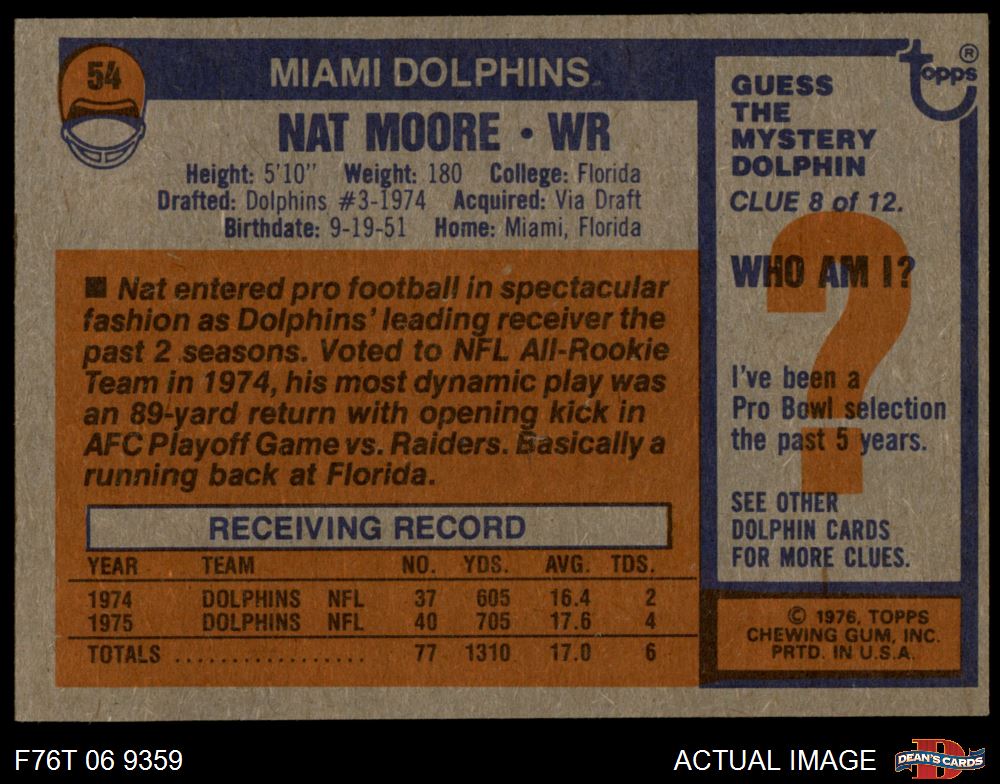 54
MIAMI DOLPHINS
NAT MOORE • WR
Height: 5'10" Weight: 180 College: Florida
Drafted: Dolphins #3-1974 Acquired: Via Draft
Birthdate: 9-19-51 Home: Miami, Florida
■ Nat entered pro football in spectacular
fashion as Dolphins' leading receiver the
past 2 seasons. Voted to NFL All-Rookie
Team in 1974, his most dynamic play was
an 89-yard return with opening kick in
AFC Playoff Game vs. Raiders. Basically a
running back at Florida.
RECEIVING RECORD
YEAR TEAM NO. YDS. AVG. TDS.
1974 DOLPHINS NFL 37 605 16.4 2
1975 DOLPHINS NFL 40 705 17.6 4
TOTALS ................. 77 1310 17.0 6
topps ®
GUESS
THE
MYSTERY
DOLPHIN
CLUE 8 of 12.
?
WHO AM I?
I've been a
Pro Bowl selection
the past 5 years.
SEE OTHER
DOLPHIN CARDS
FOR MORE CLUES.
© 1976, TOPPS
CHEWING GUM, INC.
PRTD. IN U.S.A.
F76T 06 9359
ACTUAL IMAGE
DEAN'S CARDS